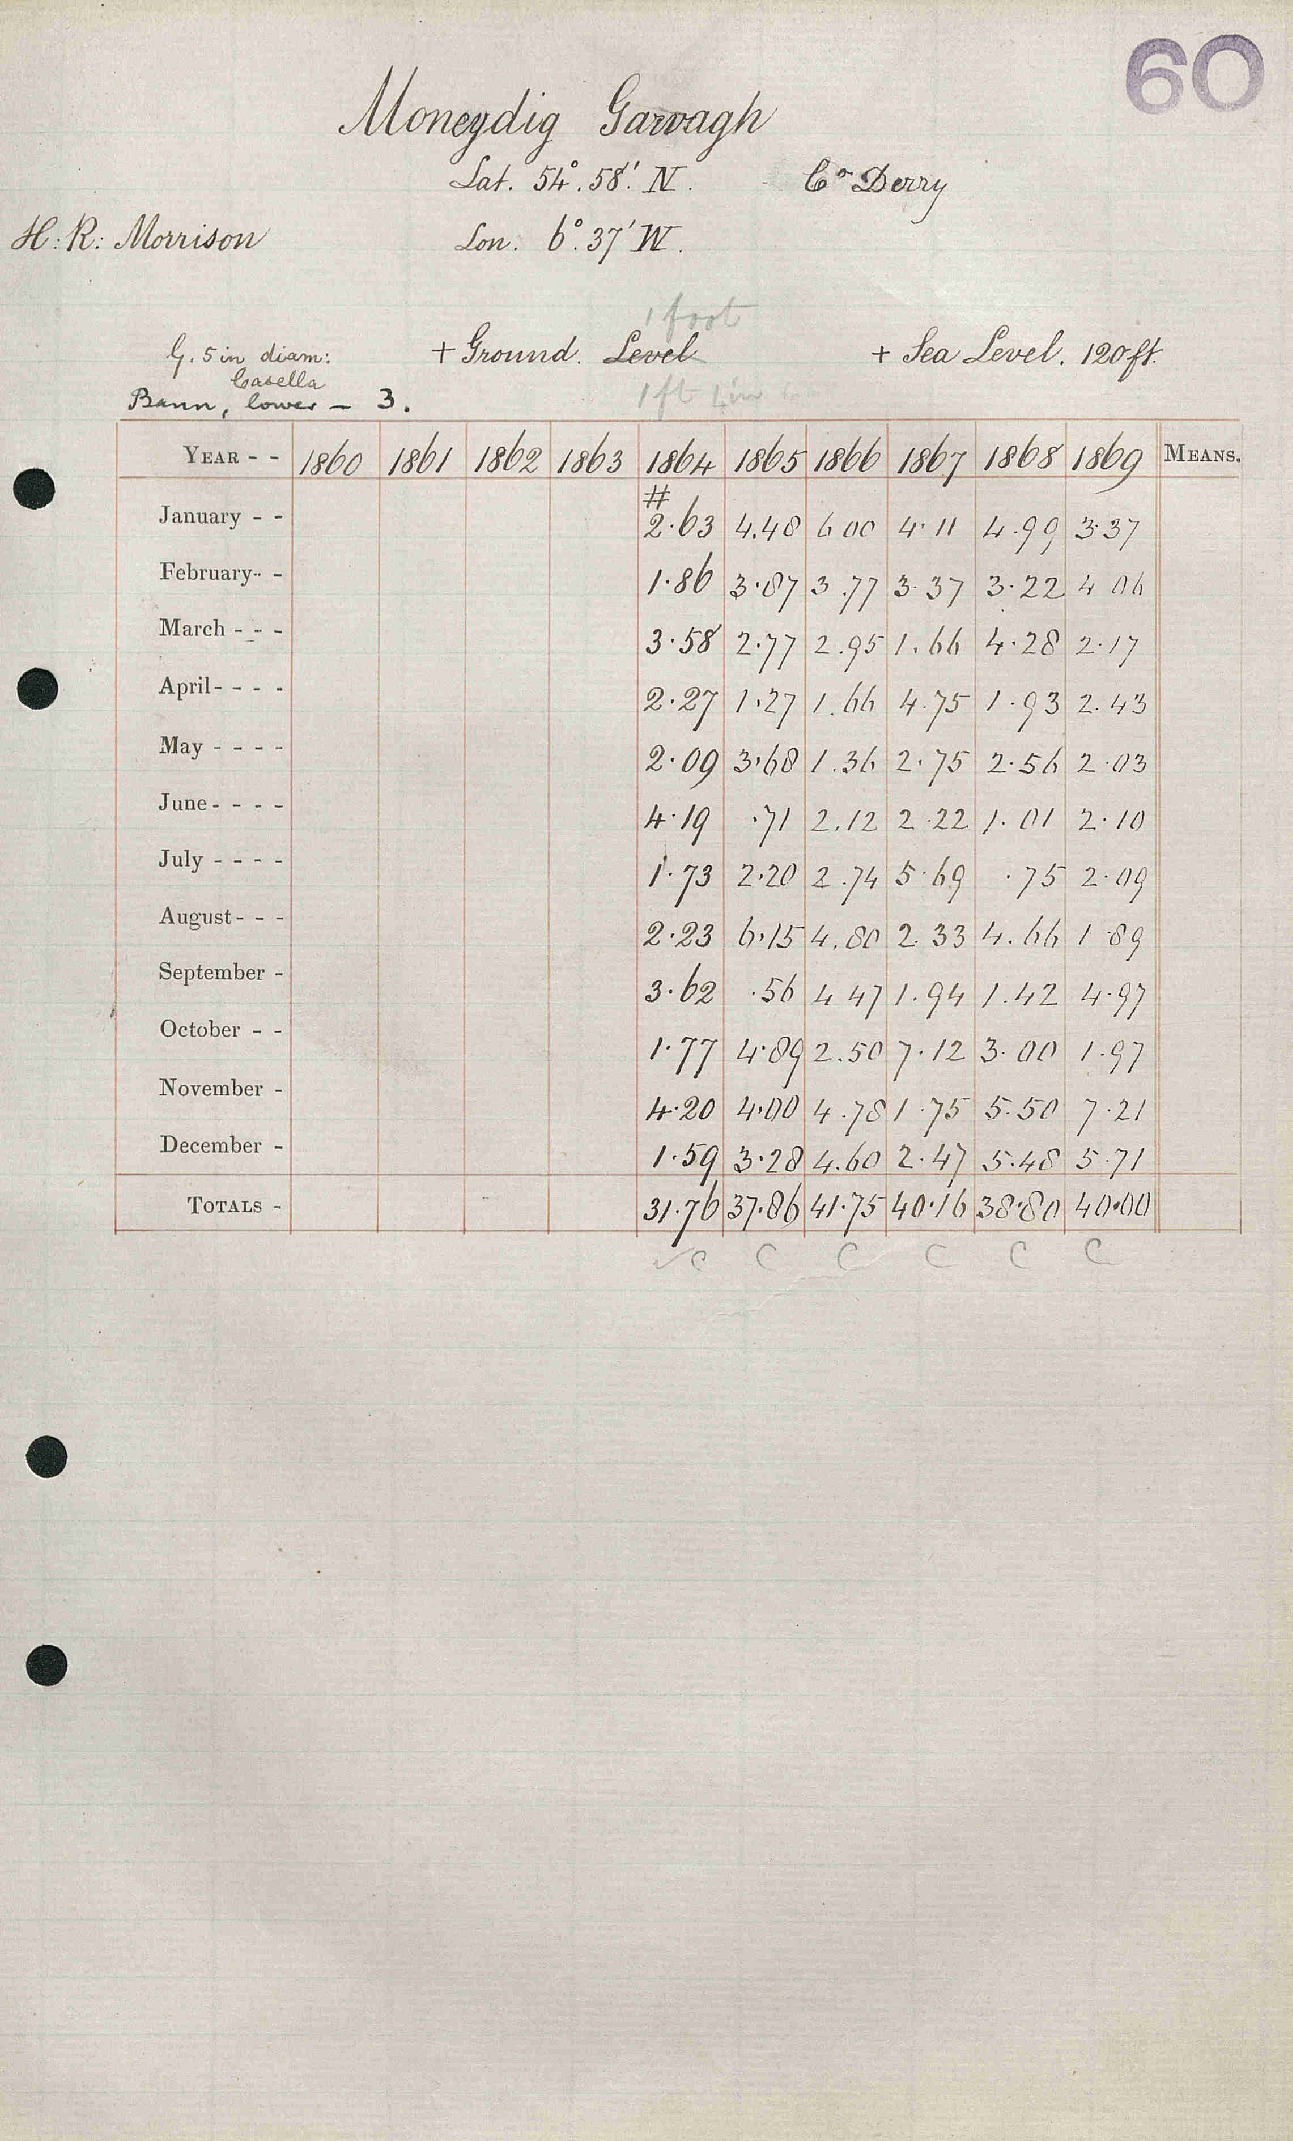 60
Moneydig Garvagh
Lat. 54°.58'. N. Co Derry
H: R: Morrison Lon: 6°. 37' W.
1 foot
G. 5 in diam: + Ground. Level + Sea Level. 120 ft.
Casella
Bann, lower - 3. 1 ft 4 in
YEAR - - 1860 1861 1862 1863 1864 1865 1866 1867 1868 1869 MEANS.
#
January - - 2·63 4.48 6 00 4·11 4.99 3·37
February - - 1·86 3·87 3.77 3·37 3·22 4 06
March - - - 3·58 2·77 2.95 1.66 4·28 2·17
April - - - - 2·27 1·27 1.66 4.75 1·93 2.43
May - - - - 2·09 3·68 1.36 2·75 2·56 2·03
June - - - - 4·19 ·71 2.12 2·22 1·01 2·10
July - - - - 1·73 2·20 2.74 5·69 ·75 2·09
August - - - 2·23 6·15 4.80 2.33 4.66 1·89
September - 3·62 ·56 4 47 1.94 1.42 4·97
October - - 1·77 4·89 2.50 7·12 3·00 1·97
November - 4·20 4·00 4.78 1·75 5.50 7·21
December - 1·59 3·28 4.60 2·47 5·48 5·71
TOTALS - 31·76 37·86 41·75 40·16 38·80 40·00
✓c C C C C C